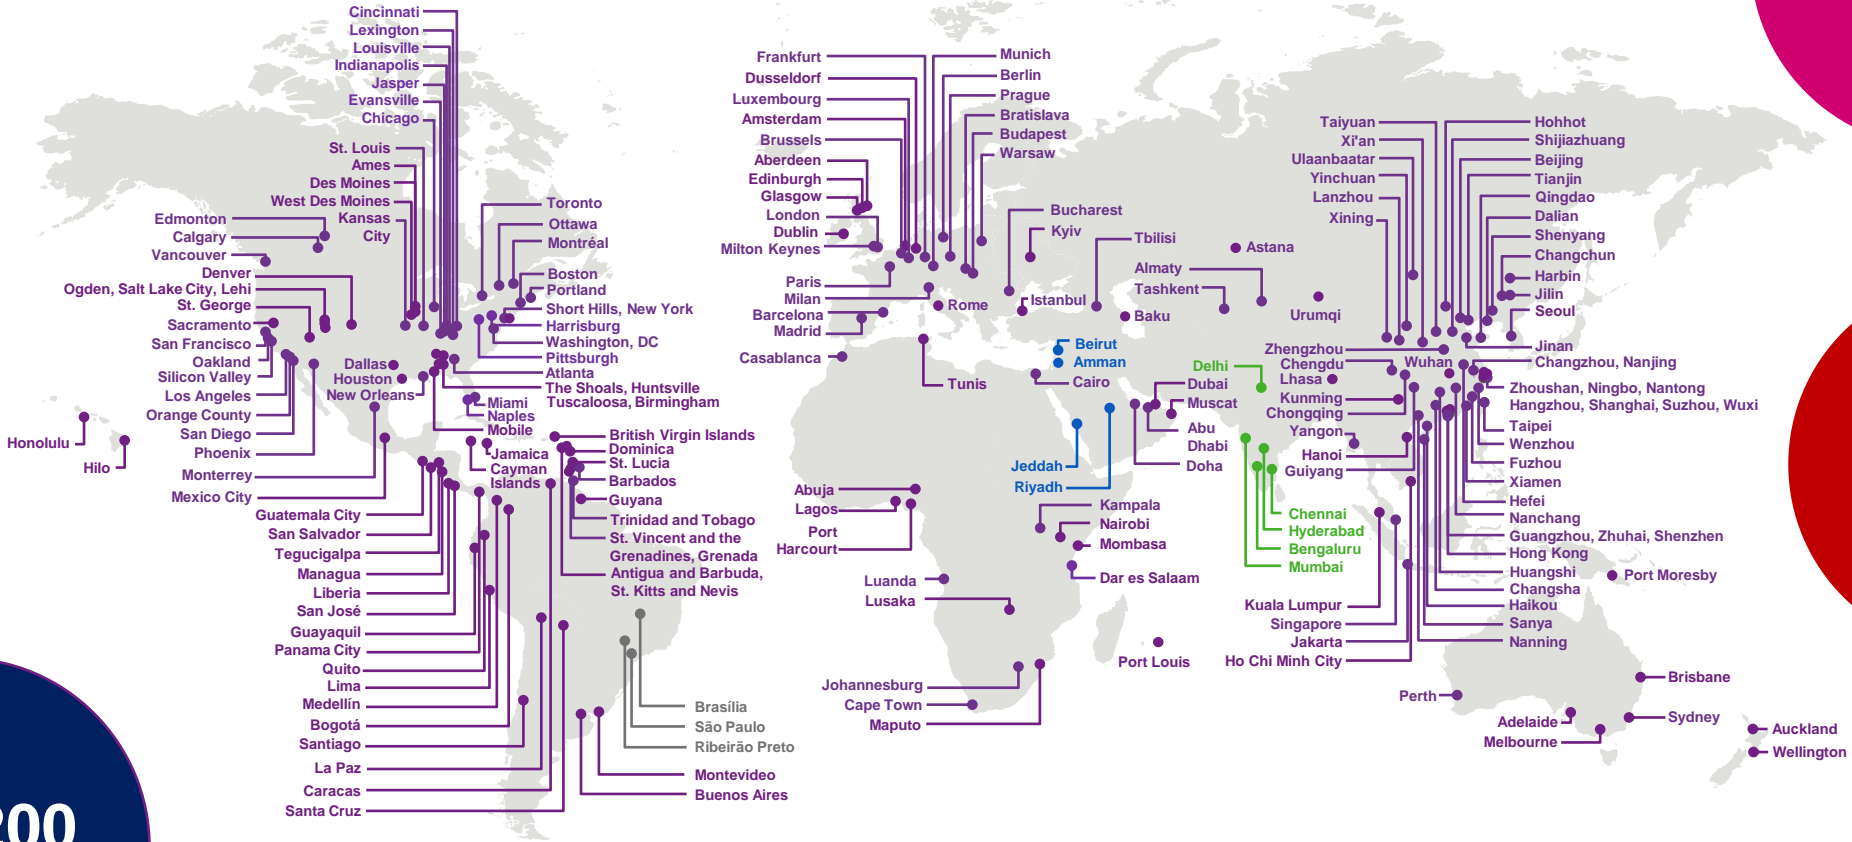 Cincinnati
Lexington
Louisville
Indianapolis
Jasper
Evansville
Chicago
St. Louis
Ames
Des Moines
West Des Moines
Kansas
City
Edmonton
Calgary
Vancouver
Denver
Ogden, Salt Lake City, Lehi
St. George
Sacramento
San Francisco
Oakland
Silicon Valley
Los Angeles
Orange County
San Diego
Phoenix
Monterrey
Mexico City
Honolulu
Hilo
Dallas
Houston
New Orleans
Toronto
Ottawa
Montréal
Boston
Portland
Short Hills, New York
Harrisburg
Washington, DC
Pittsburgh
Atlanta
The Shoals, Huntsville
Tuscaloosa, Birmingham
Miami
Naples
Mobile
Jamaica
Cayman
Islands
British Virgin Islands
Dominica
St. Lucia
Barbados
Guyana
Trinidad and Tobago
St. Vincent and the
Grenadines, Grenada
Antigua and Barbuda,
St. Kitts and Nevis
Guatemala City
San Salvador
Tegucigalpa
Managua
Liberia
San José
Guayaquil
Panama City
Quito
Lima
Medellín
Bogotá
Santiago
La Paz
Caracas
Santa Cruz
Brasília
São Paulo
Ribeirão Preto
Montevideo
Buenos Aires
Frankfurt
Dusseldorf
Luxembourg
Amsterdam
Brussels
Aberdeen
Edinburgh
Glasgow
London
Dublin
Milton Keynes
Paris
Milan
Barcelona
Madrid
Casablanca
Munich
Berlin
Prague
Bratislava
Budapest
Warsaw
Bucharest
Kyiv
Rome
Istanbul
Tunis
Tbilisi
Almaty
Tashkent
Astana
Baku
Urumqi
Beirut
Amman
Cairo
Delhi
Dubai
Muscat
Abu
Dhabi
Doha
Jeddah
Riyadh
Abuja
Lagos
Port
Harcourt
Luanda
Lusaka
Kampala
Nairobi
Mombasa
Dar es Salaam
Port Louis
Johannesburg
Cape Town
Maputo
Chennai
Hyderabad
Bengaluru
Mumbai
Taiyuan
Xi'an
Ulaanbaatar
Yinchuan
Lanzhou
Xining
Hohhot
Shijiazhuang
Beijing
Tianjin
Qingdao
Dalian
Shenyang
Changchun
Harbin
Jilin
Seoul
Jinan
Zhengzhou
Chengdu
Wuhan
Lhasa
Kunming
Chongqing
Yangon
Hanoi
Guiyang
Changzhou, Nanjing
Zhoushan, Ningbo, Nantong
Hangzhou, Shanghai, Suzhou, Wuxi
Taipei
Wenzhou
Fuzhou
Xiamen
Hefei
Nanchang
Guangzhou, Zhuhai, Shenzhen
Hong Kong
Huangshi
Changsha
Haikou
Sanya
Nanning
Port Moresby
Kuala Lumpur
Singapore
Jakarta
Ho Chi Minh City
Perth
Adelaide
Melbourne
Brisbane
Sydney
Auckland
Wellington
00